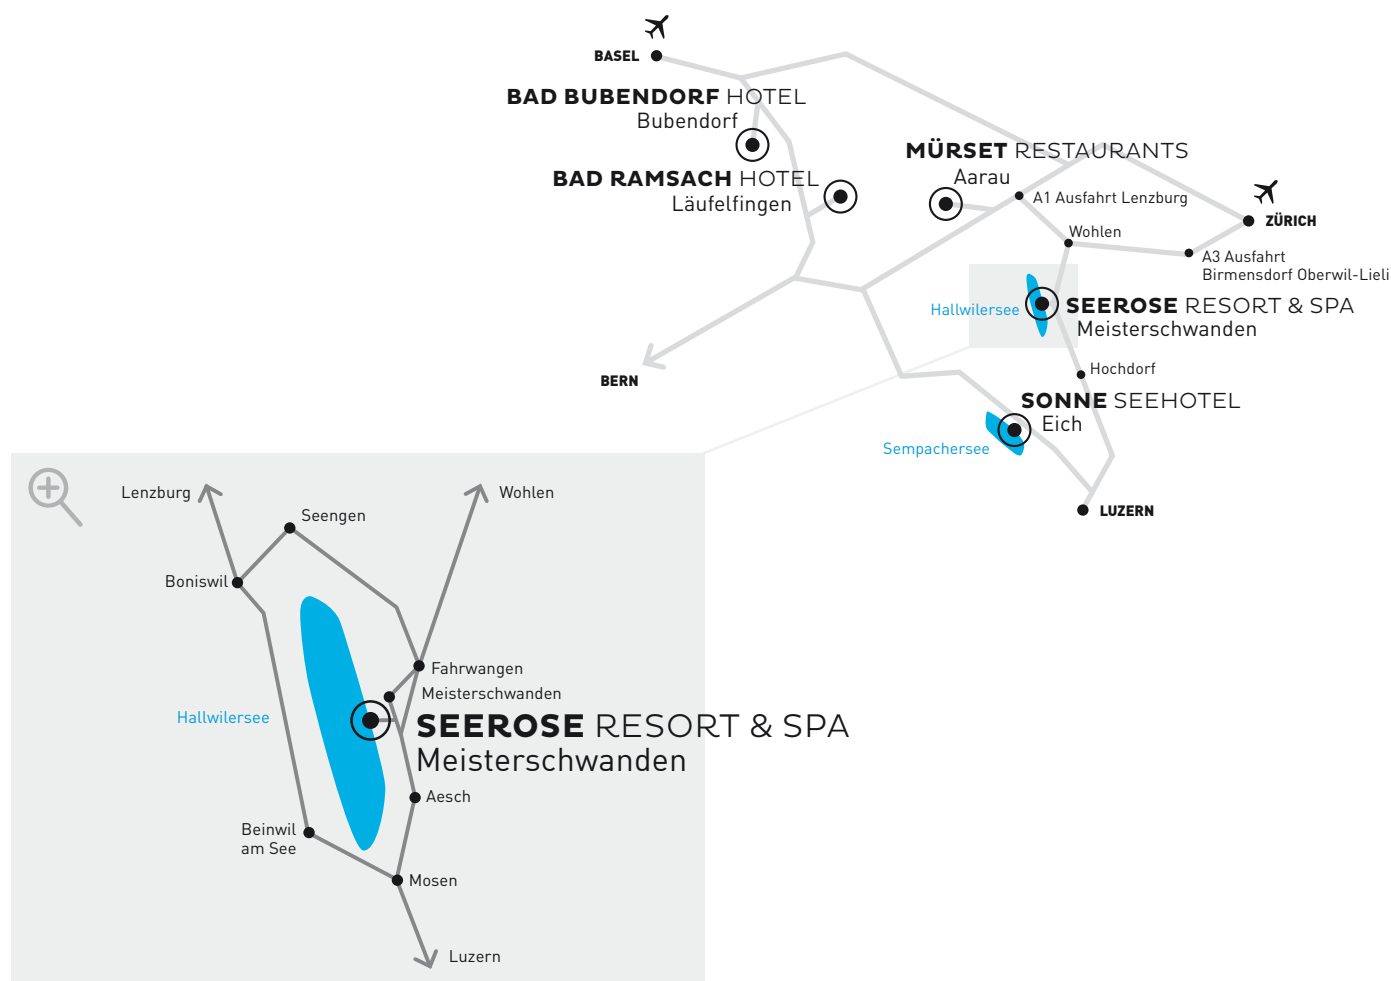 BASEL
BAD BUBENDORF HOTEL
Bubendorf
MÜRSET RESTAURANTS
Aarau
BAD RAMSACH HOTEL
Läufelfingen
A1 Ausfahrt Lenzburg
ZÜRICH
Wohlen
A3 Ausfahrt
Birmensdorf Oberwil-Lieli
Hallwilersee
SEEROSE RESORT & SPA
Meisterschwanden
Hochdorf
BERN
SONNE SEEHOTEL
Eich
Sempachersee
LUZERN
Lenzburg
Wohlen
Seengen
Boniswil
Fahrwangen
Meisterschwanden
Hallwilersee
SEEROSE RESORT & SPA
Meisterschwanden
Aesch
Beinwil
am See
Mosen
Luzern